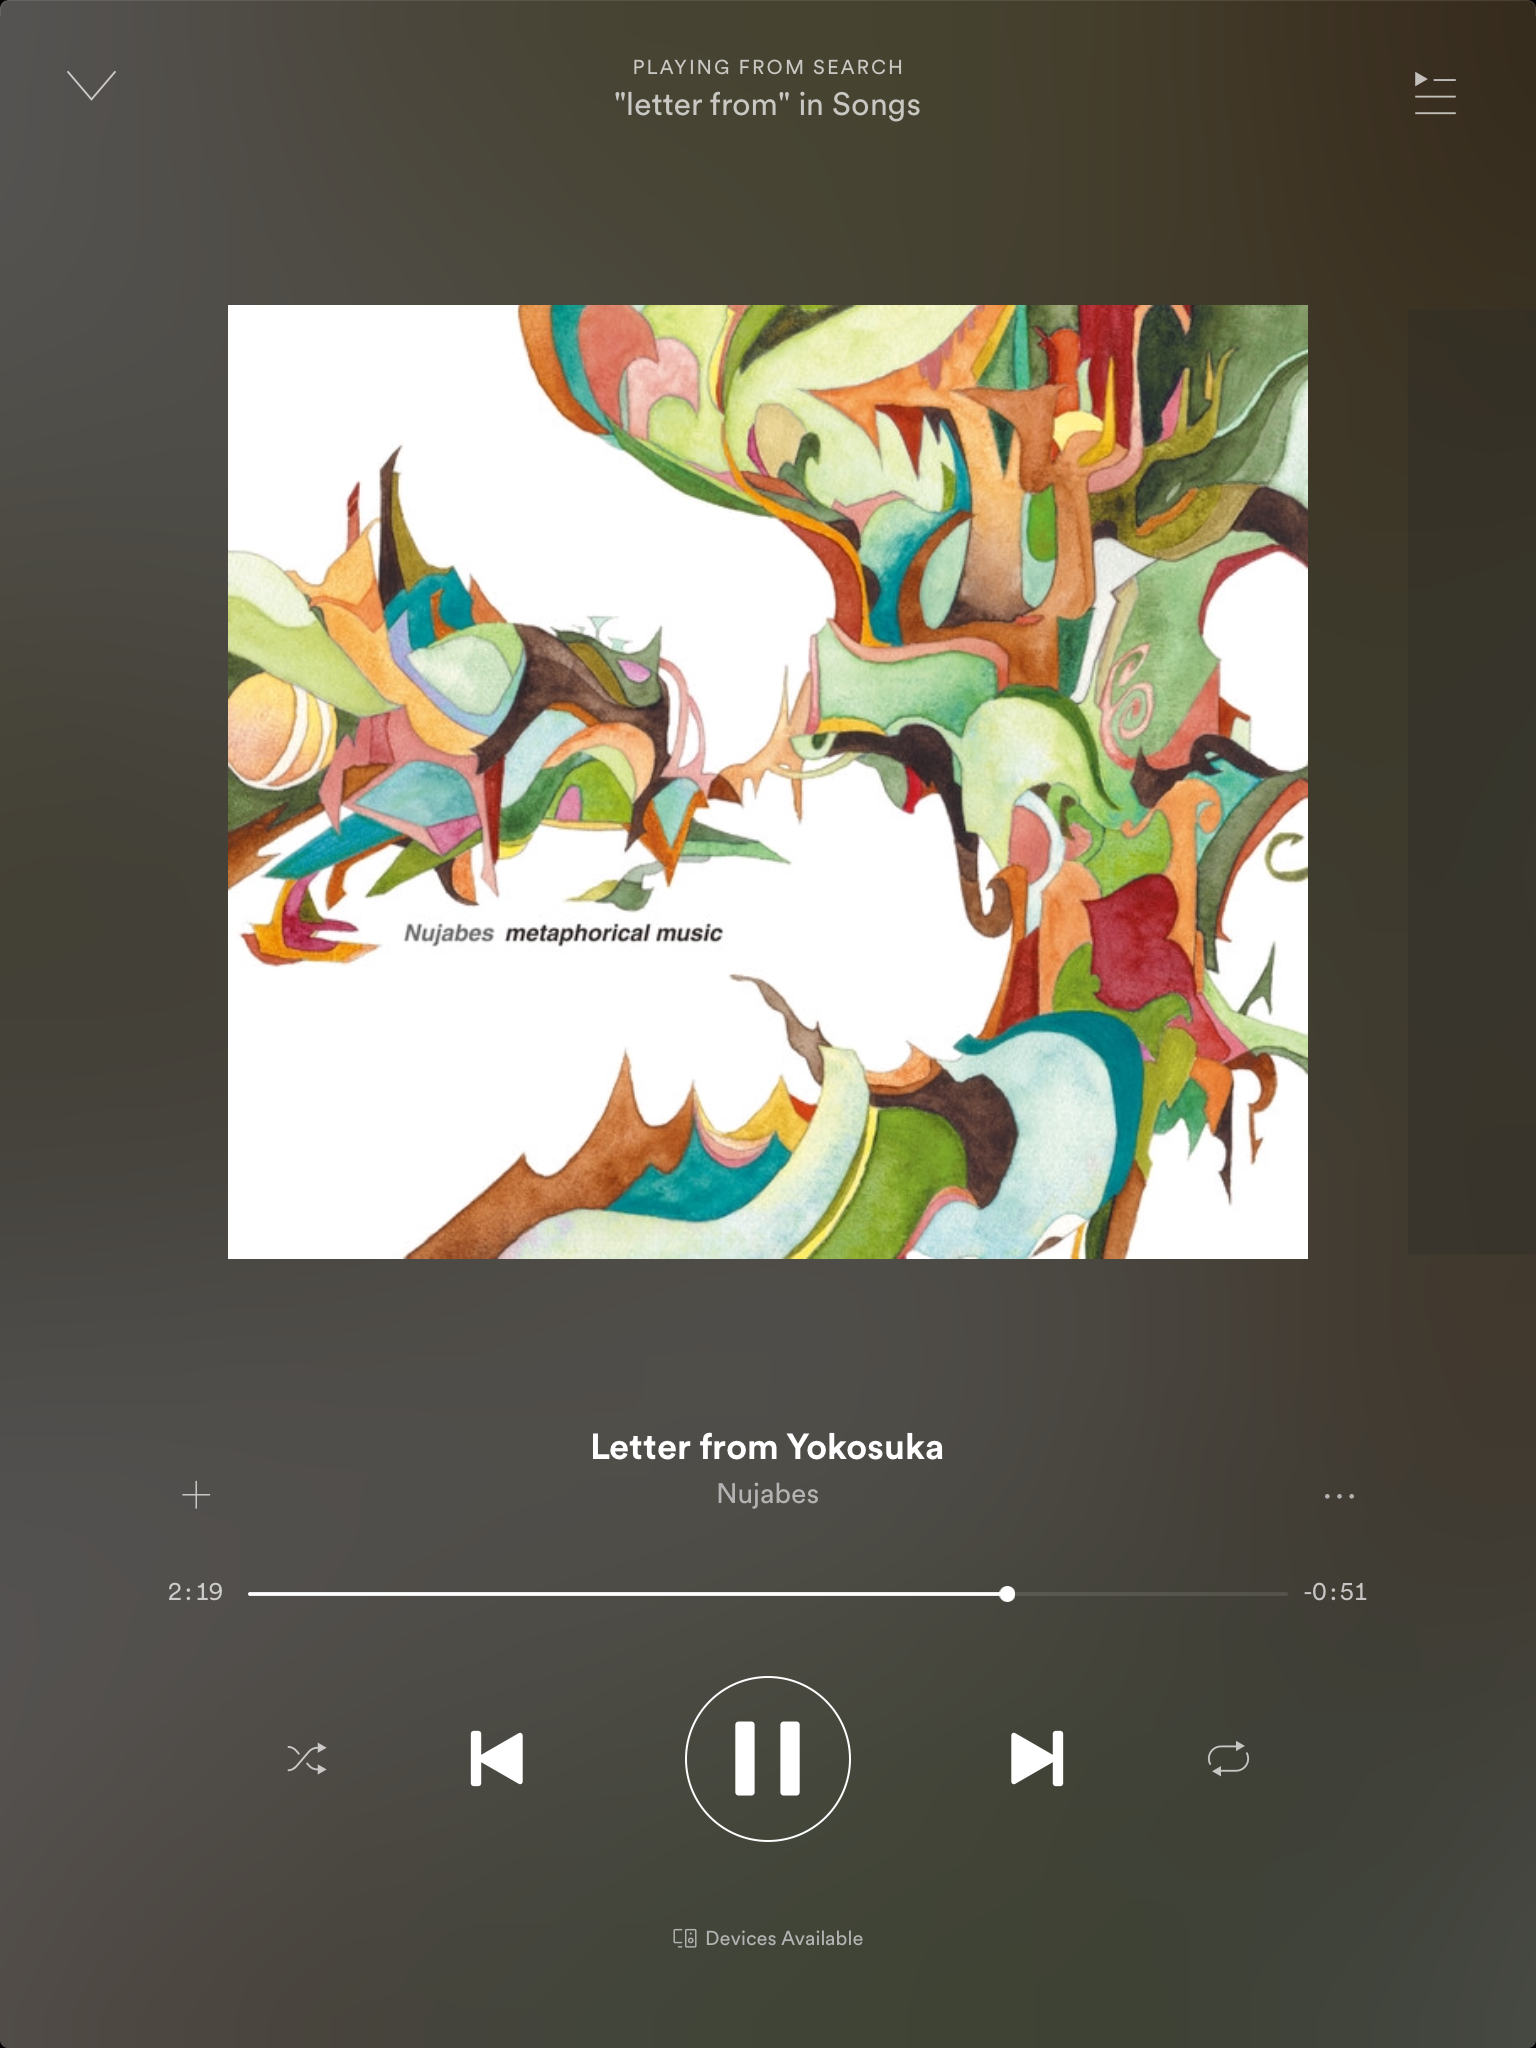 PLAYING FROM SEARCH
"letter from" in Songs
Nujabes metaphorical music
Letter from Yokosuka
Nujabes
2:19
-0:51
Devices Available